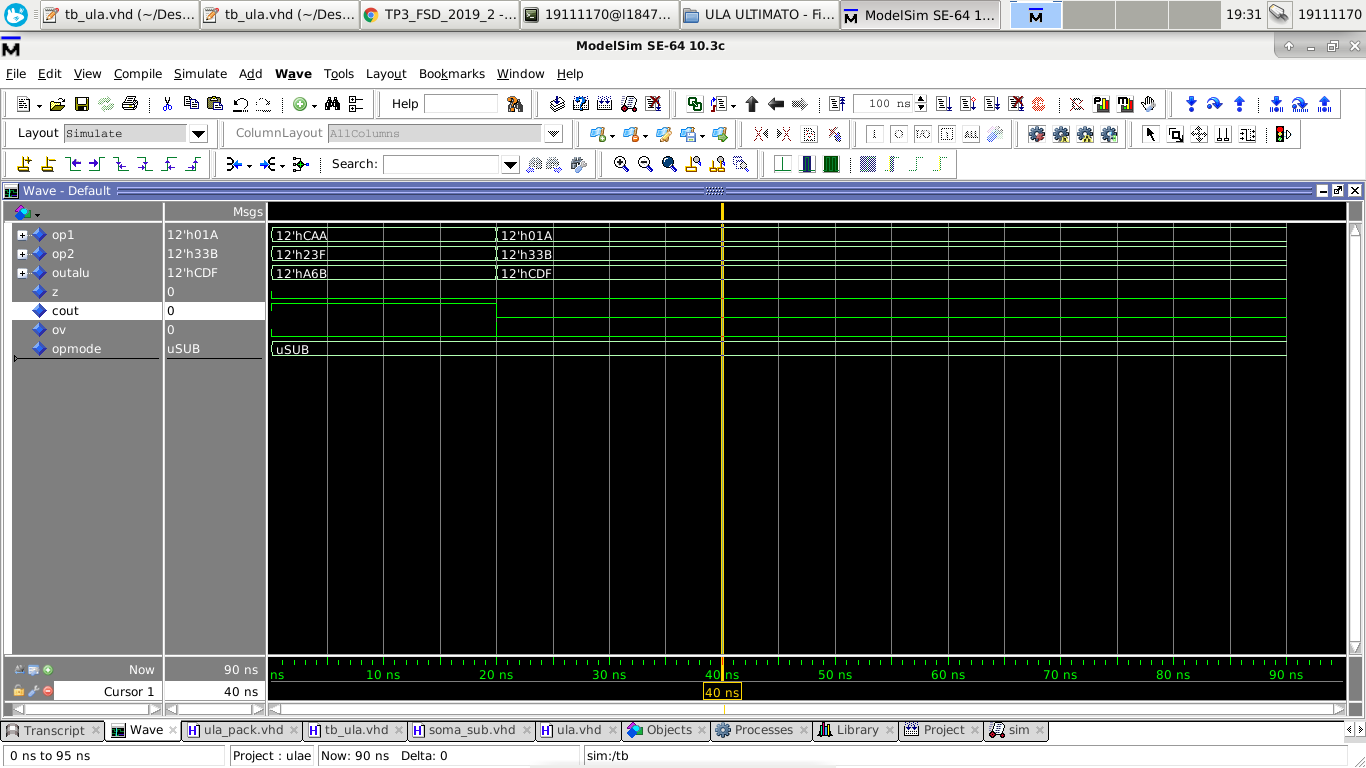 tb_ula.vhd (~/Des... tb_ula.vhd (~/Des... TP3_FSD_2019_2 -... 19111170@l1847... ULA ULTIMATO - Fi... ModelSim SE-64 1... 19:31 19111170
ModelSim SE-64 10.3c
File Edit View Compile Simulate Add Wave Tools Layout Bookmarks Window Help
Help 100 ns
Layout Simulate ColumnLayout AllColumns
Search:
Wave - Default
Msgs
op1 12'h01A 12'hCAA 12'h01A
op2 12'h33B 12'h23F 12'h33B
outalu 12'hCDF 12'hA6B 12'hCDF
z 0
cout 0
ov 0
opmode uSUB uSUB
Now 90 ns ns 10 ns 20 ns 30 ns 40 ns 50 ns 60 ns 70 ns 80 ns 90 ns
Cursor 1 40 ns 40 ns
Transcript Wave ula_pack.vhd tb_ula.vhd soma_sub.vhd ula.vhd Objects Processes Library Project sim
0 ns to 95 ns Project : ulae Now: 90 ns Delta: 0 sim:/tb